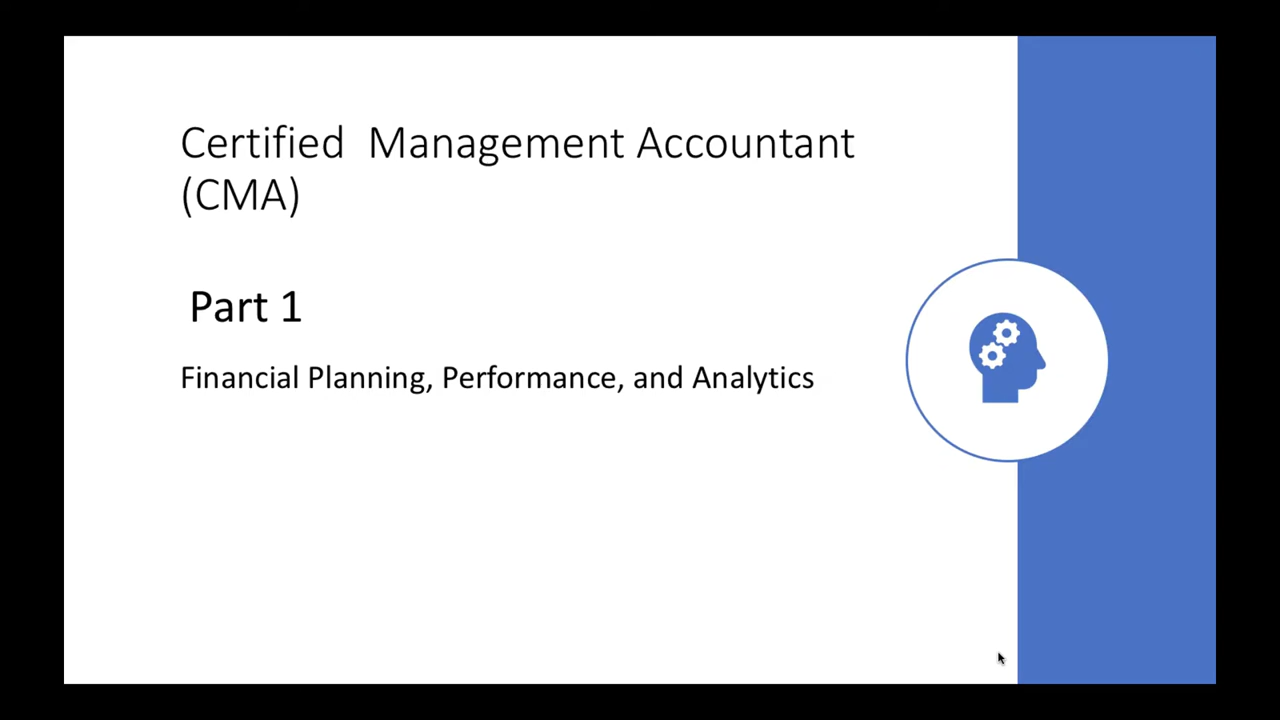 Certified  Management Accountant
(CMA)
Part 1
Financial Planning, Performance, and Analytics